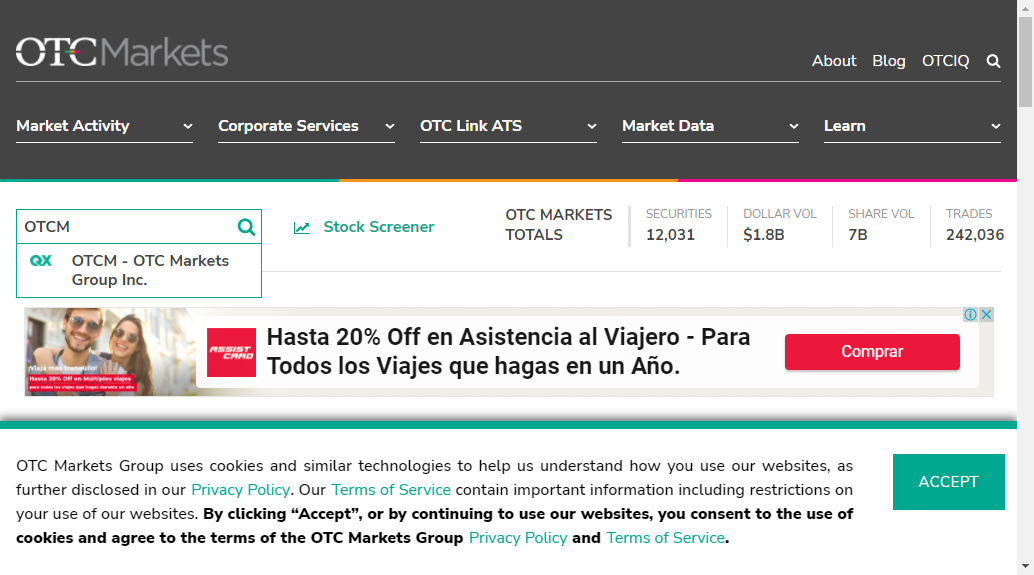 OTC Markets
About Blog OTCIQ
Market Activity Corporate Services OTC Link ATS Market Data Learn
OTCM
QX OTCM - OTC Markets
Group Inc.
Stock Screener
OTC MARKETS
TOTALS
SECURITIES
12,031
DOLLAR VOL
$1.8B
SHARE VOL
7B
TRADES
242,036
¡Viajá más tranquilo!
Hasta 20% Off en Múltiples viajes
para todos los viajes que hagas durante un año
ASSIST
CARD
Hasta 20% Off en Asistencia al Viajero - Para
Todos los Viajes que hagas en un Año.
Comprar
OTC Markets Group uses cookies and similar technologies to help us understand how you use our websites, as
further disclosed in our Privacy Policy. Our Terms of Service contain important information including restrictions on
your use of our websites. By clicking “Accept”, or by continuing to use our websites, you consent to the use of
cookies and agree to the terms of the OTC Markets Group Privacy Policy and Terms of Service.
ACCEPT